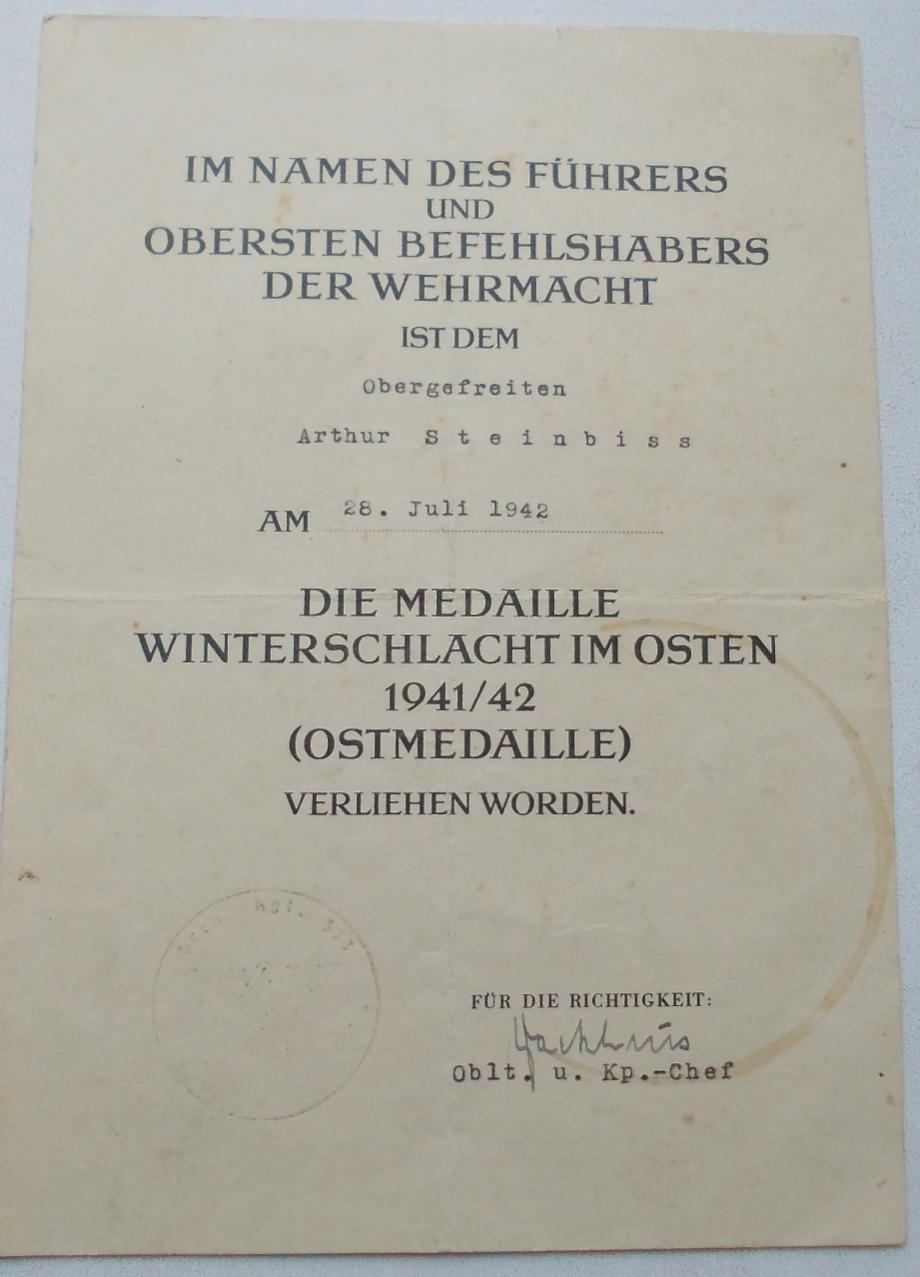 IM NAMEN DES FÜHRERS
UND
OBERSTEN BEFEHLSHABERS
DER WEHRMACHT
IST DEM
Obergefreiten
Arthur Steinbiss
AM 28. Juli 1942
DIE MEDAILLE
WINTERSCHLACHT IM OSTEN
1941/42
(OSTMEDAILLE)
VERLIEHEN WORDEN.
FÜR DIE RICHTIGKEIT:
Oblt. u. Kp.-Chef